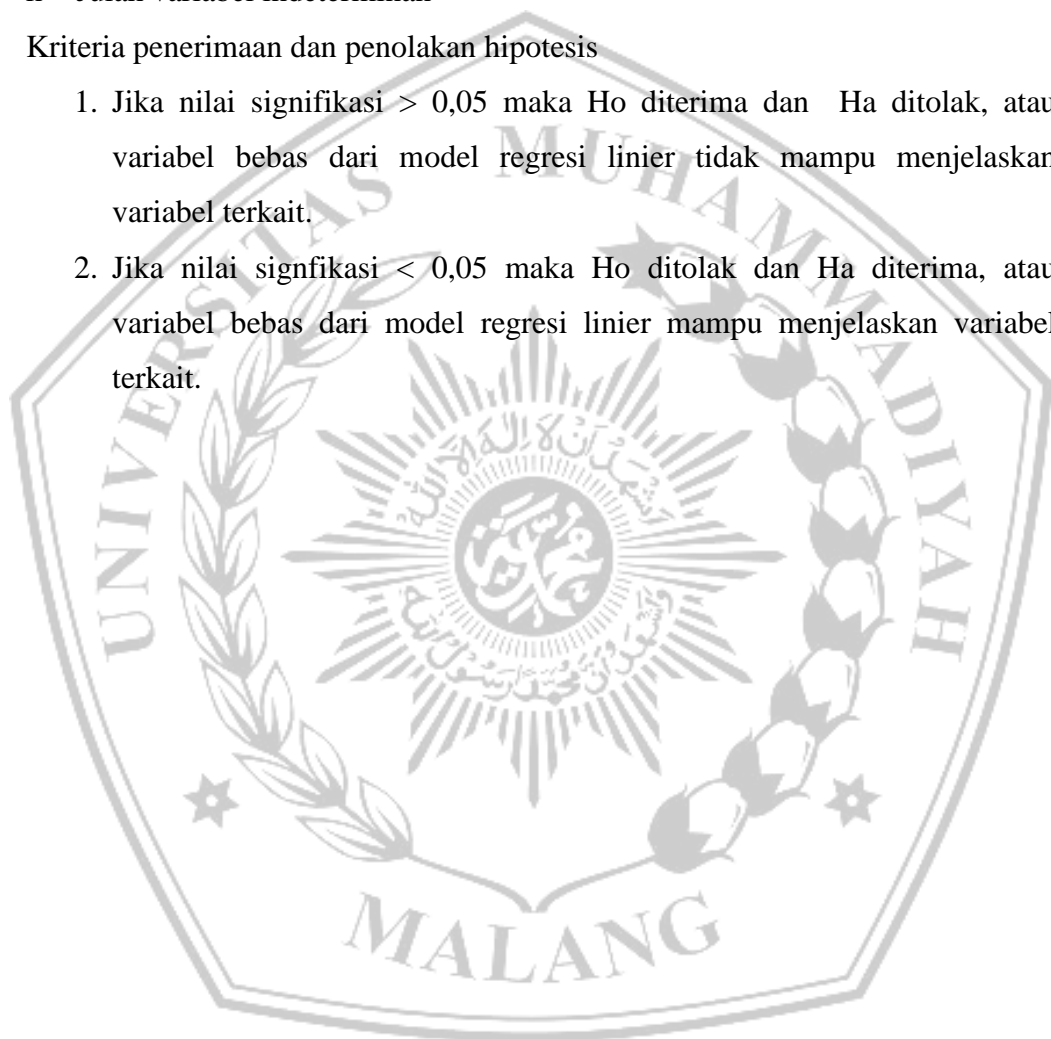 Kriteria penerimaan dan penolakan hipotesis
1. Jika nilai signifikasi > 0,05 maka Ho diterima dan Ha ditolak, atau
variabel bebas dari model regresi linier tidak mampu menjelaskan
variabel terkait.
2. Jika nilai signfikasi < 0,05 maka Ho ditolak dan Ha diterima, atau
variabel bebas dari model regresi linier mampu menjelaskan variabel
terkait.
UNIVERSITAS MUHAMMADIYAH
MALANG